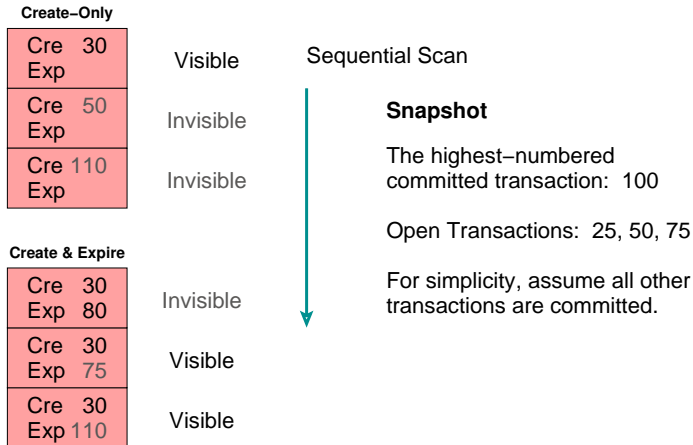 Create–Only
Cre 30
Exp
Visible
Cre 50
Exp
Invisible
Cre 110
Exp
Invisible
Create & Expire
Cre 30
Exp 80
Invisible
Cre 30
Exp 75
Visible
Cre 30
Exp 110
Visible
Sequential Scan
Snapshot
The highest–numbered
committed transaction: 100
Open Transactions: 25, 50, 75
For simplicity, assume all other
transactions are committed.